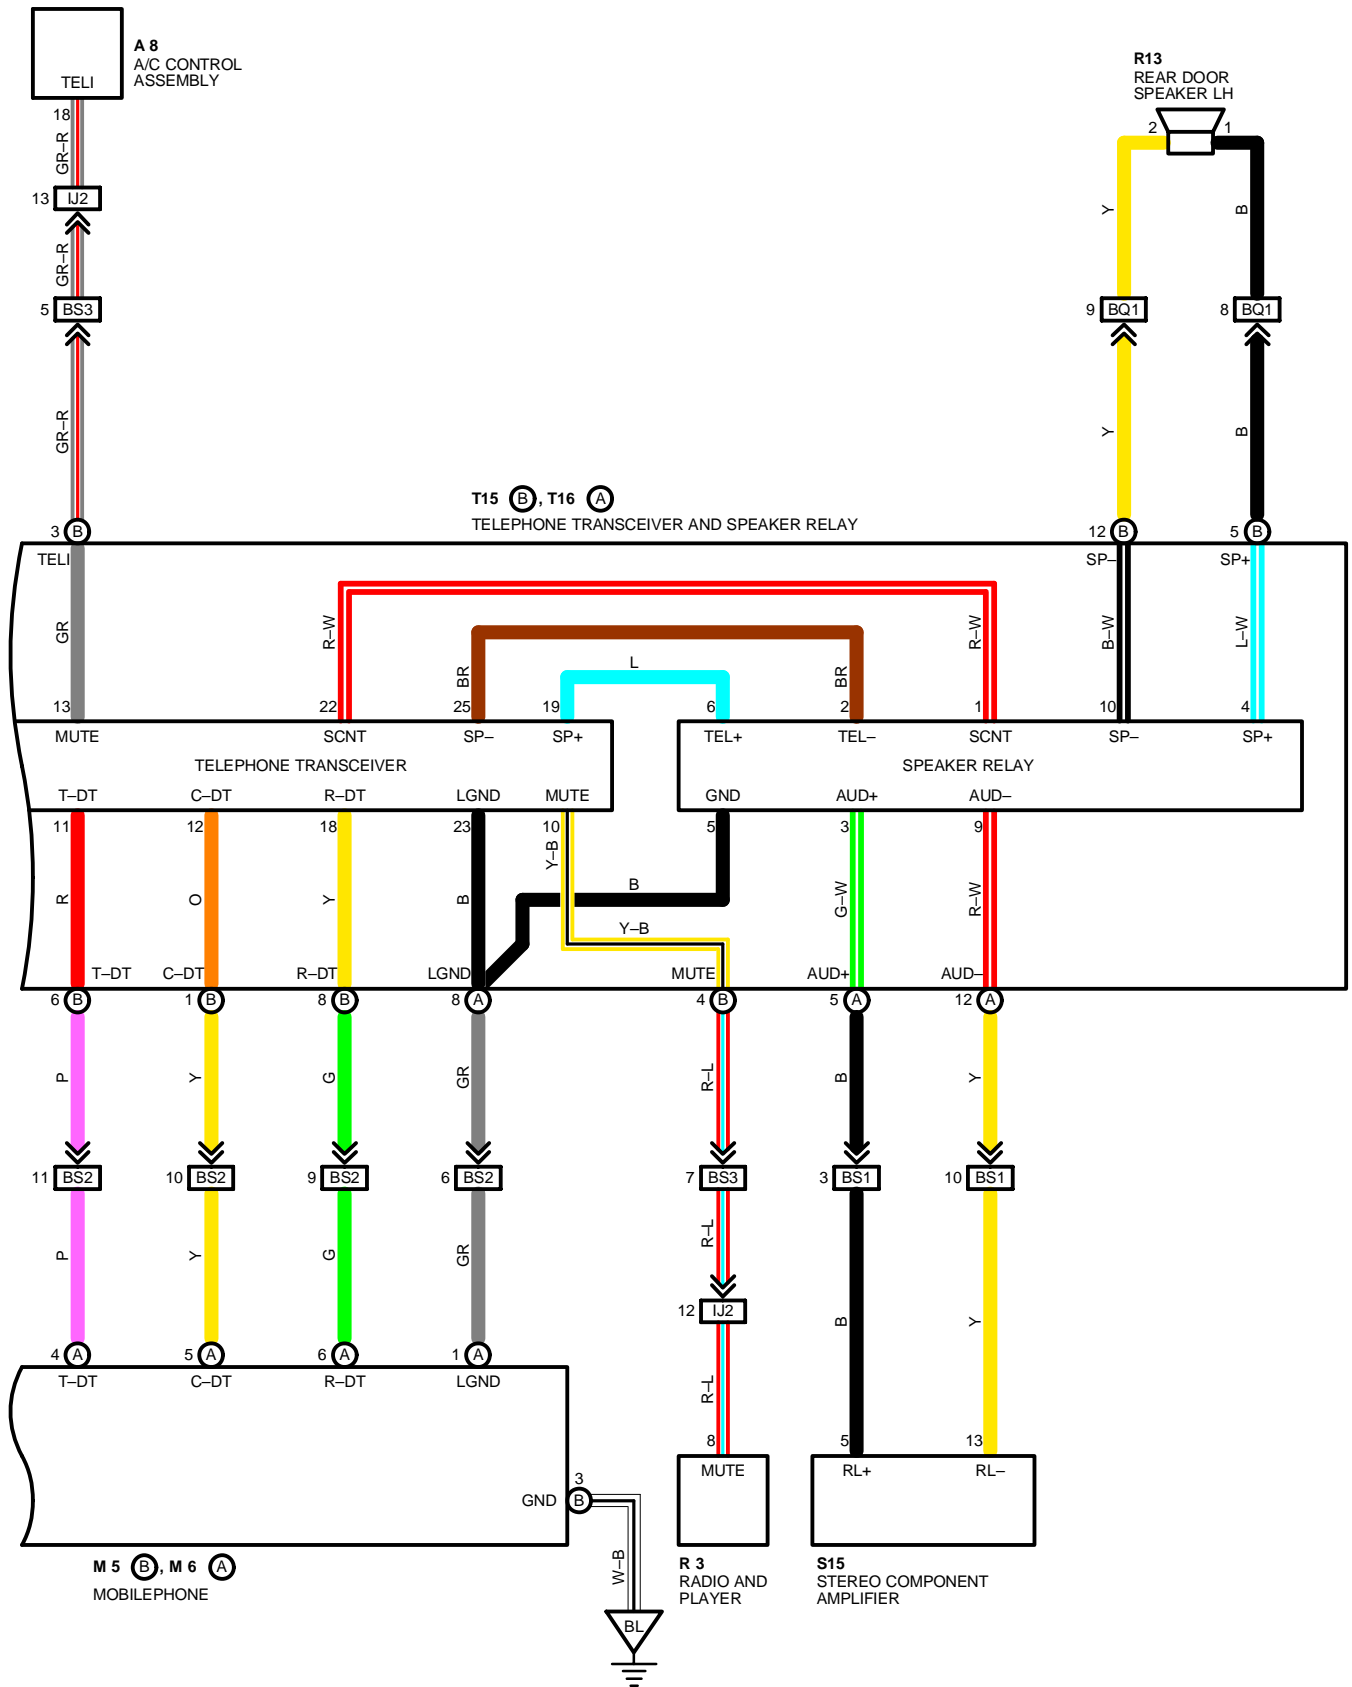 A 8
A/C CONTROL
ASSEMBLY
TELI
18
GR–R
13 IJ2
GR–R
5 BS3
GR–R
R13
REAR DOOR
SPEAKER LH
2 1
Y B
9 BQ1 8 BQ1
Y B
T15 B, T16 A
TELEPHONE TRANSCEIVER AND SPEAKER RELAY
3 B 12 B 5 B
TELI SP– SP+
GR R–W BR L BR R–W B–W L–W
13 22 25 19 6 2 1 10 4
MUTE SCNT SP– SP+ TEL+ TEL– SCNT SP– SP+
TELEPHONE TRANSCEIVER SPEAKER RELAY
T–DT C–DT R–DT LGND MUTE GND AUD+ AUD–
11 12 18 23 10 5 3 9
R O Y B Y–B B G–W R–W
Y–B
T–DT C–DT R–DT LGND MUTE AUD+ AUD–
6 B 1 B 8 B 8 A 4 B 5 A 12 A
P Y G GR R–L B Y
11 BS2 10 BS2 9 BS2 6 BS2 7 BS3 3 BS1 10 BS1
P Y G GR R–L B Y
12 IJ2
4 A 5 A 6 A 1 A
T–DT C–DT R–DT LGND
R–L
8 5 13
MUTE RL+ RL–
3
GND B
W–B
BL
M 5 B, M 6 A
MOBILEPHONE
R 3
RADIO AND
PLAYER
S15
STEREO COMPONENT
AMPLIFIER